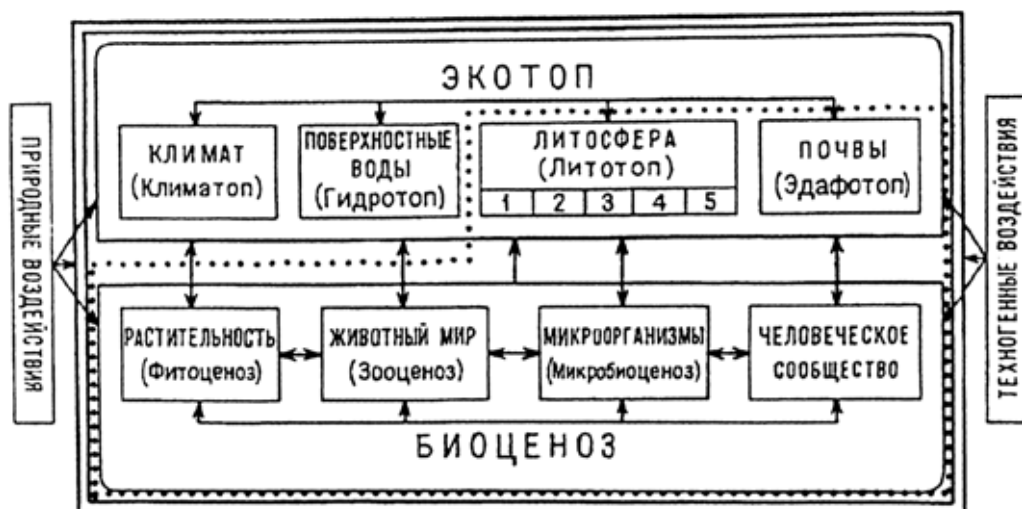 ЭКОТОП
КЛИМАТ
(Климатоп)
ПОВЕРХНОСТНЫЕ
ВОДЫ
(Гидротоп)
ЛИТОСФЕРА
(Литотоп)
1 2 3 4 5
ПОЧВЫ
(Эдафотоп)
ПРИРОДНЫЕ ВОЗДЕЙСТВИЯ
ТЕХНОГЕННЫЕ ВОЗДЕЙСТВИЯ
РАСТИТЕЛЬНОСТЬ
(Фитоценоз)
ЖИВОТНЫЙ МИР
(Зооценоз)
МИКРООРГАНИЗМЫ
(Микробиоценоз)
ЧЕЛОВЕЧЕСКОЕ
СООБЩЕСТВО
БИОЦЕНОЗ